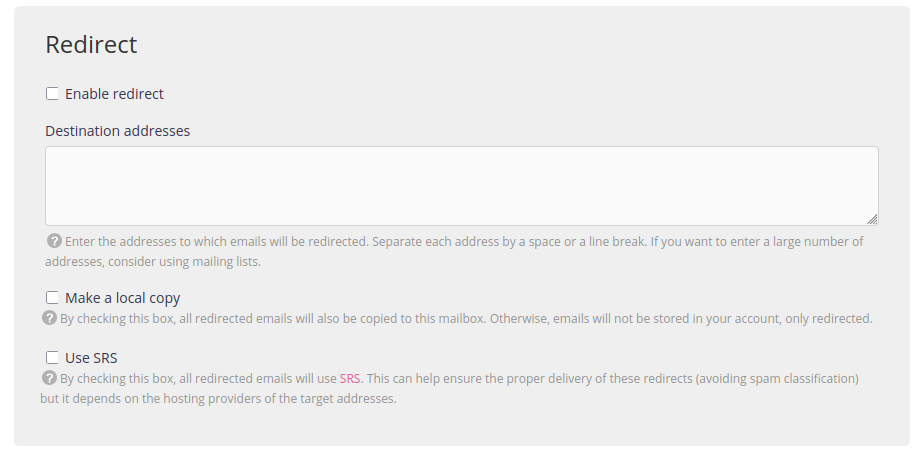 Redirect
Enable redirect
Destination addresses
? Enter the addresses to which emails will be redirected. Separate each address by a space or a line break. If you want to enter a large number of
addresses, consider using mailing lists.
Make a local copy
? By checking this box, all redirected emails will also be copied to this mailbox. Otherwise, emails will not be stored in your account, only redirected.
Use SRS
? By checking this box, all redirected emails will use SRS. This can help ensure the proper delivery of these redirects (avoiding spam classification)
but it depends on the hosting providers of the target addresses.